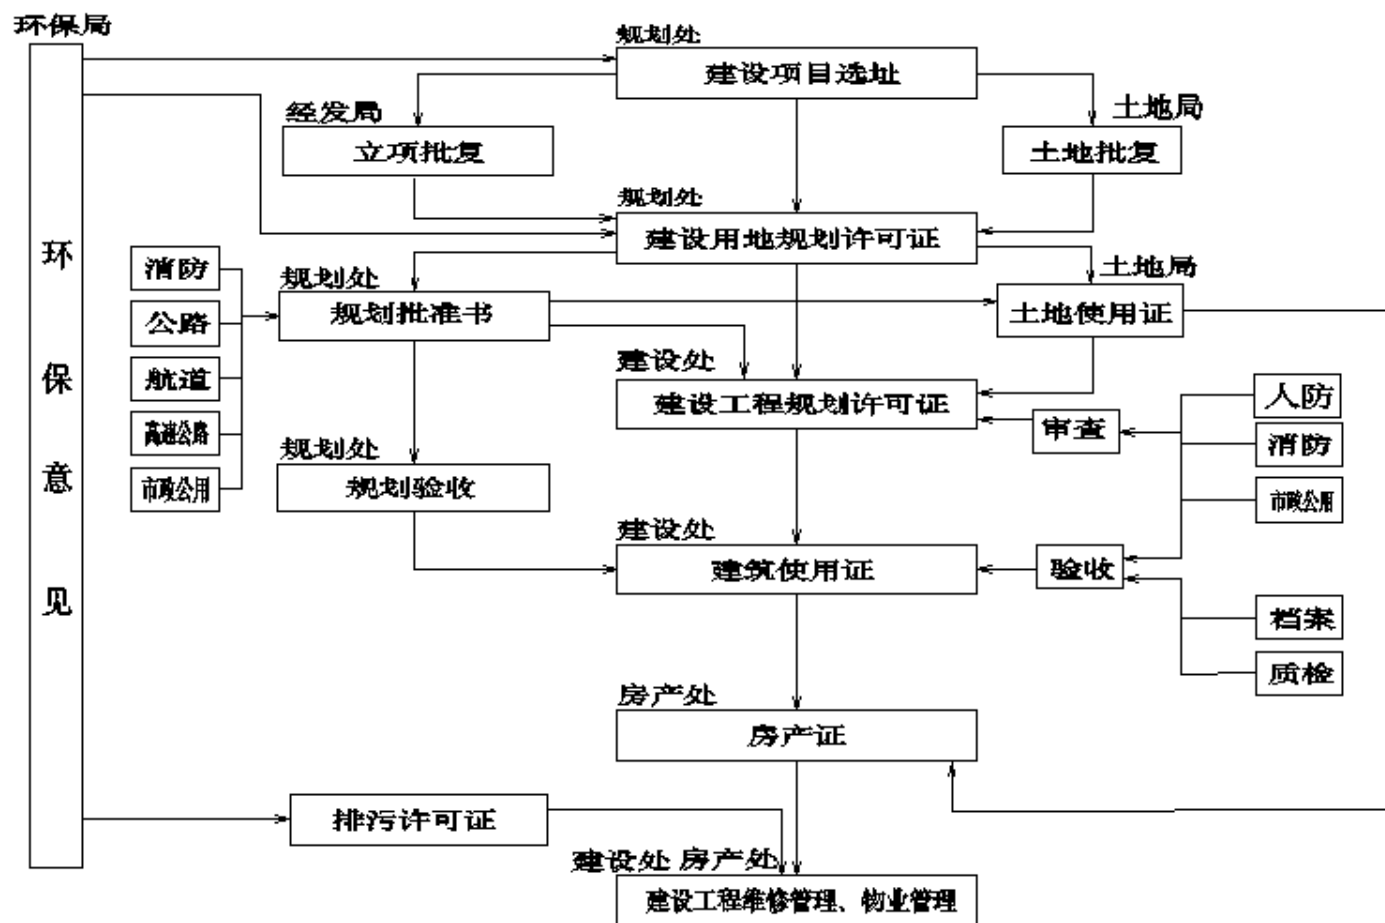 环保局
规划处
建设项目选址
经发局
土地局
立项批复
土地批复
规划处
建设用地规划许可证
环
保
意
见
消防
公路
航道
高速公路
市政公用
规划处
规划批准书
土地局
土地使用证
建设处
建设工程规划许可证
审查
人防
消防
市政公用
规划处
规划验收
建设处
建筑使用证
验收
档案
质检
房产处
房产证
排污许可证
建设处 房产处
建设工程维修管理、物业管理